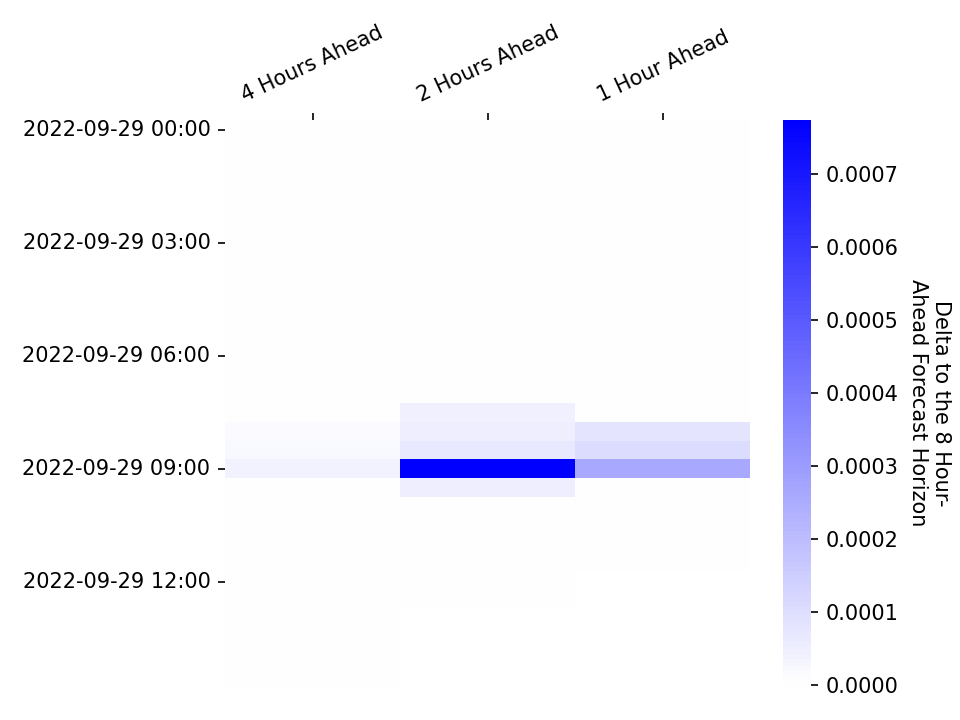 4 Hours Ahead
2 Hours Ahead
1 Hour Ahead
2022-09-29 00:00
2022-09-29 03:00
2022-09-29 06:00
2022-09-29 09:00
2022-09-29 12:00
0.0007
0.0006
0.0005
0.0004
0.0003
0.0002
0.0001
0.0000
Delta to the 8 Hour-
Ahead Forecast Horizon